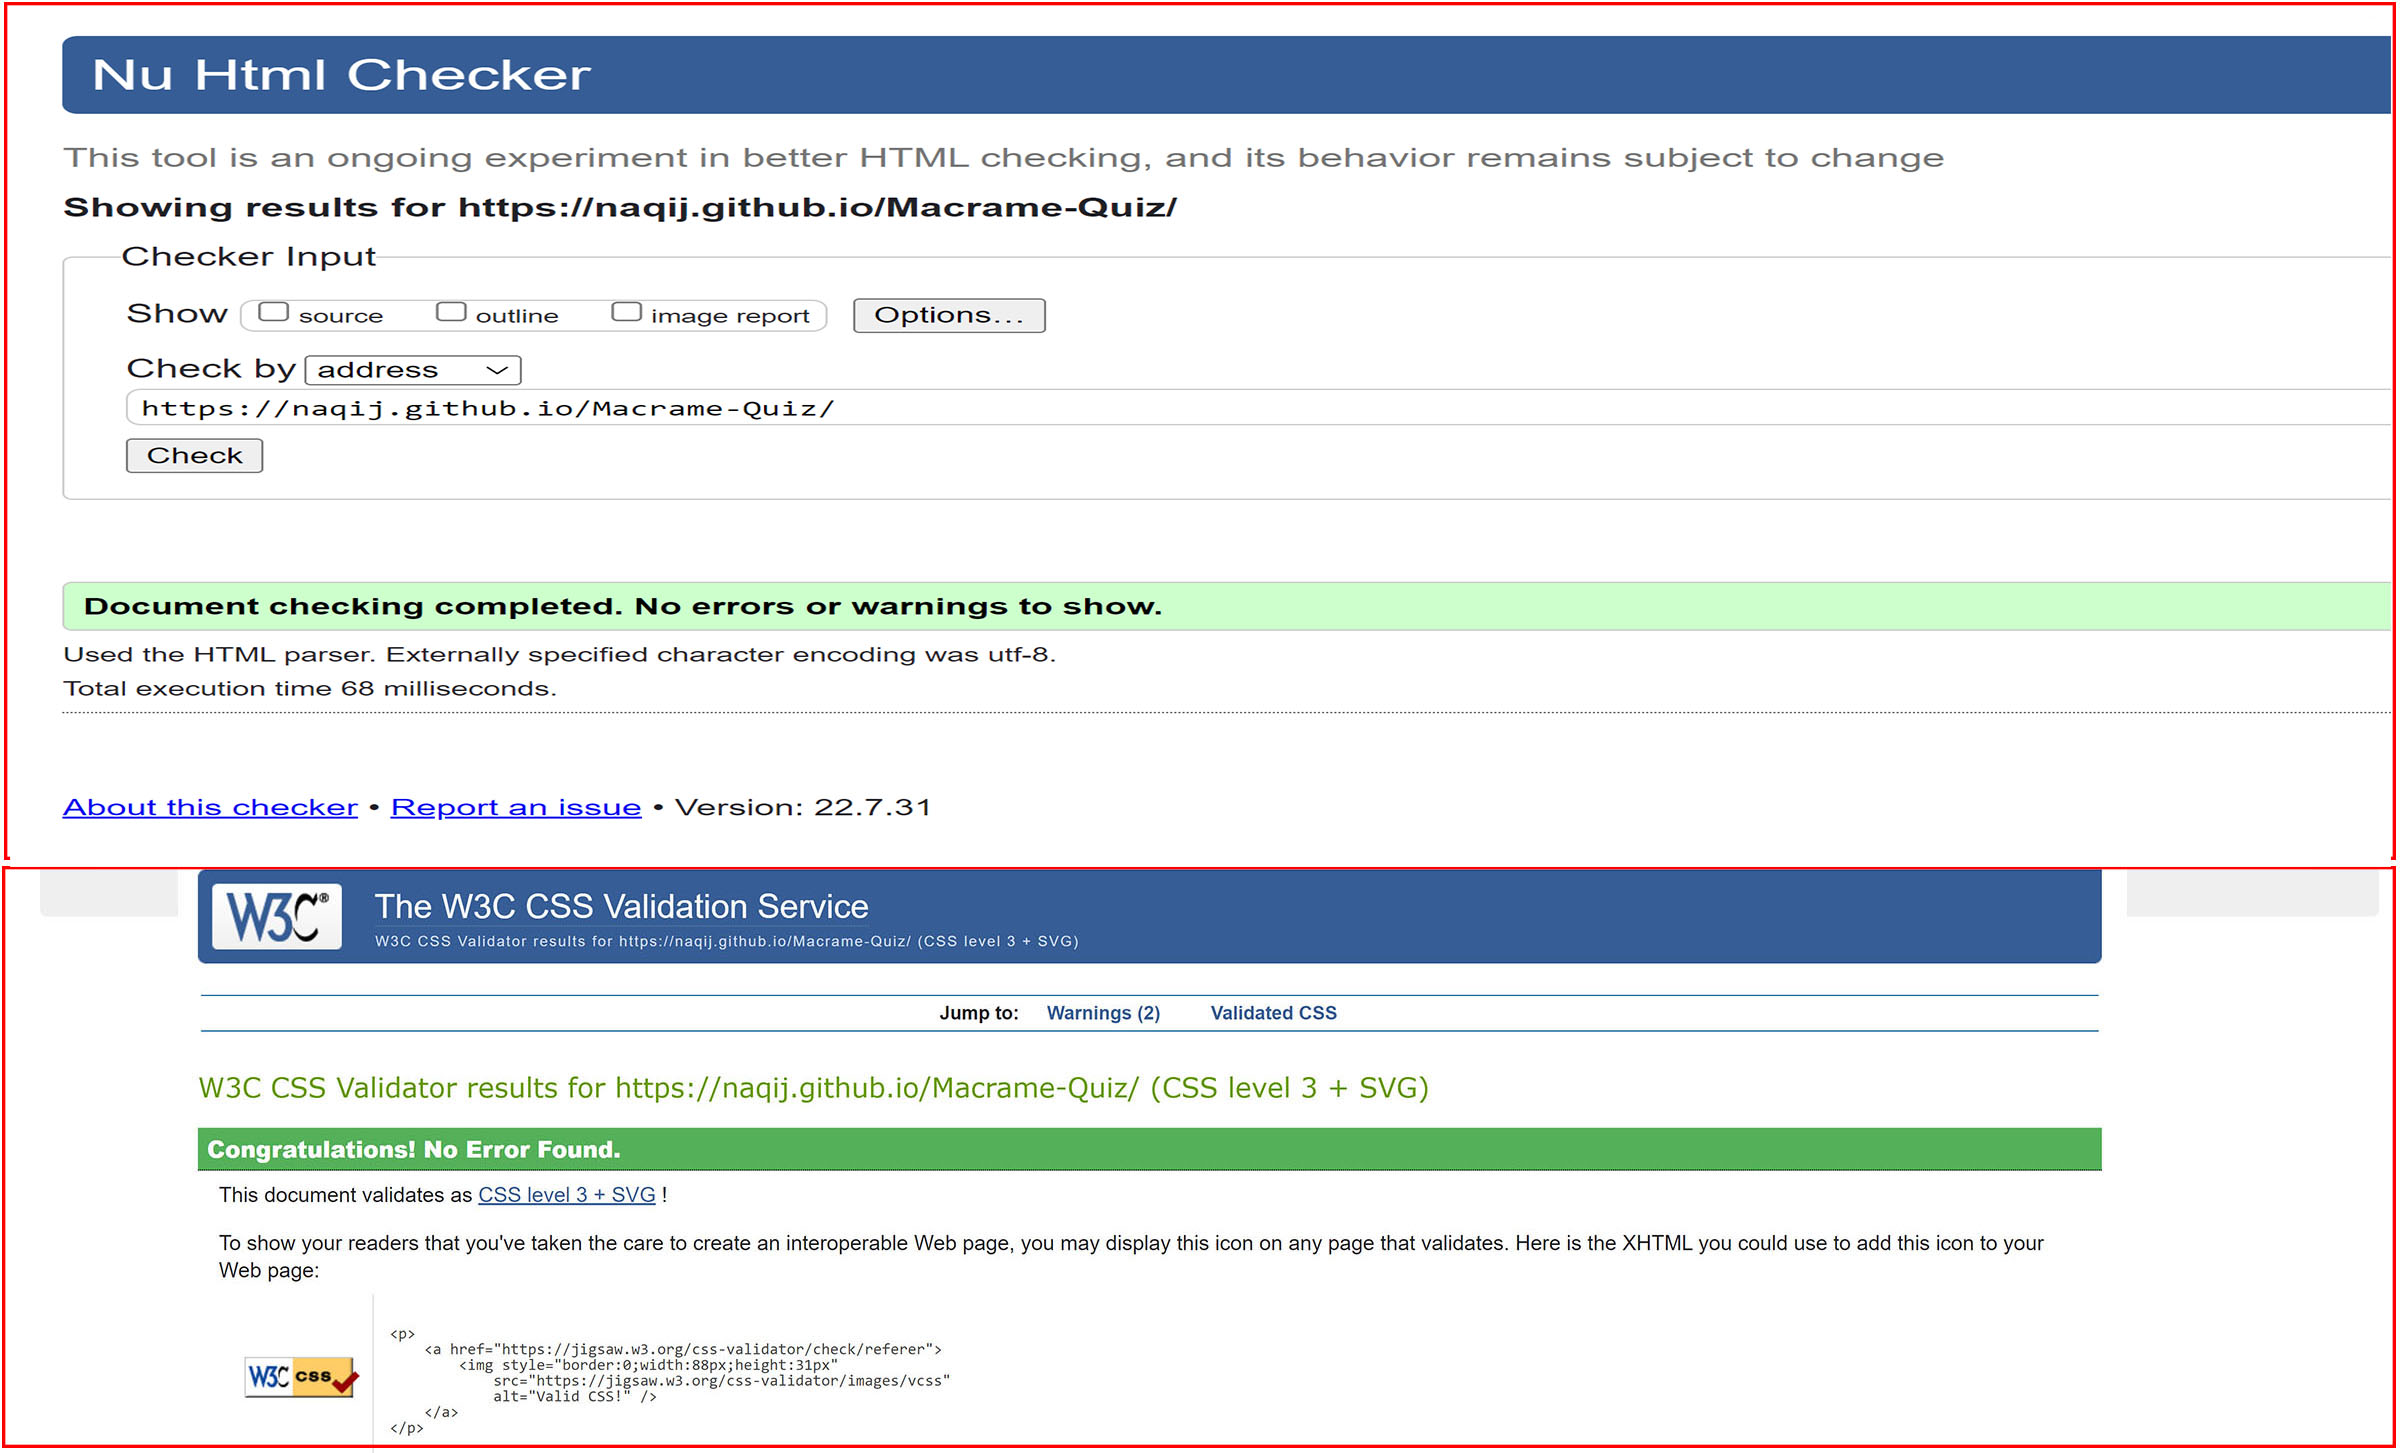 Nu Html Checker
This tool is an ongoing experiment in better HTML checking, and its behavior remains subject to change
Showing results for https://naqij.github.io/Macrame-Quiz/
Checker Input
Show source outline image report Options...
Check by address
https://naqij.github.io/Macrame-Quiz/
Check
Document checking completed. No errors or warnings to show.
Used the HTML parser. Externally specified character encoding was utf-8.
Total execution time 68 milliseconds.
About this checker • Report an issue • Version: 22.7.31
W3C®
The W3C CSS Validation Service
W3C CSS Validator results for https://naqij.github.io/Macrame-Quiz/ (CSS level 3 + SVG)
Jump to: Warnings (2) Validated CSS
W3C CSS Validator results for https://naqij.github.io/Macrame-Quiz/ (CSS level 3 + SVG)
Congratulations! No Error Found.
This document validates as CSS level 3 + SVG !
To show your readers that you've taken the care to create an interoperable Web page, you may display this icon on any page that validates. Here is the XHTML you could use to add this icon to your
Web page:
W3C css
<p>
<a href="https://jigsaw.w3.org/css-validator/check/referer">
<img style="border:0;width:88px;height:31px"
src="https://jigsaw.w3.org/css-validator/images/vcss"
alt="Valid CSS!" />
</a>
</p>